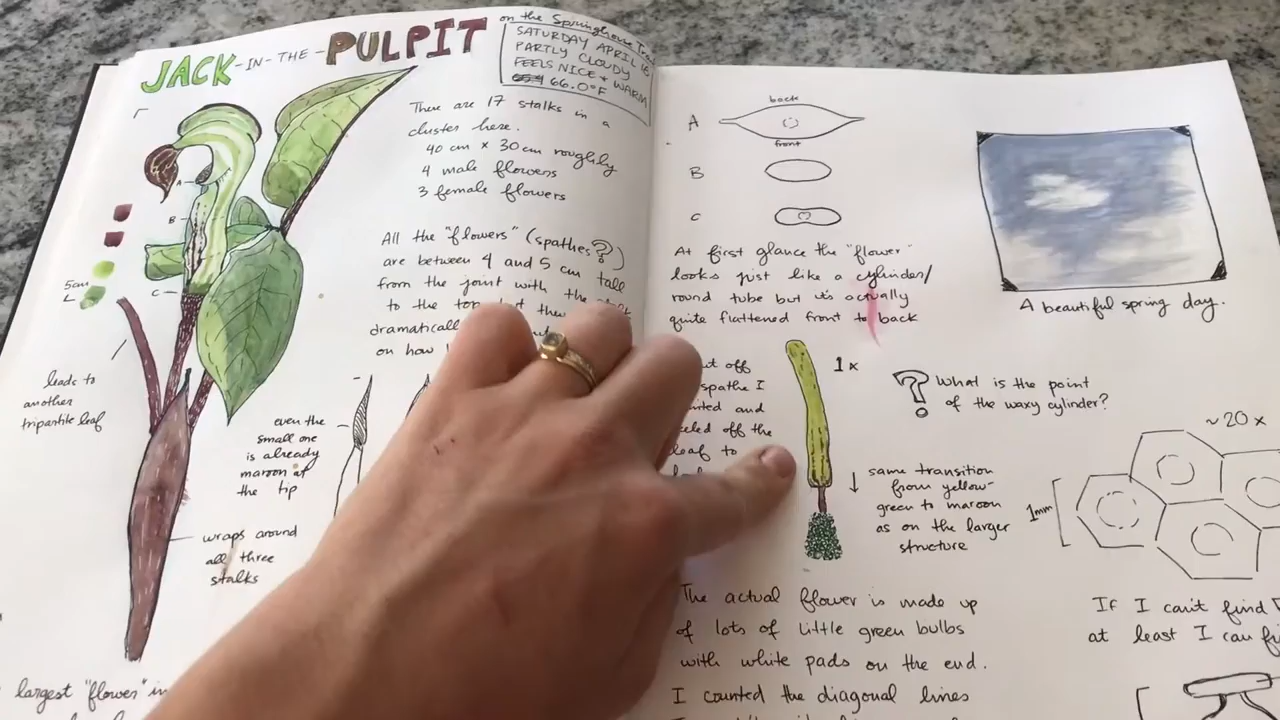 JACK-IN-THE-PULPIT
on the Springhouse
SATURDAY APRIL
PARTLY CLOUDY
FEELS NICE + WARM
66.0°F
There are 17 stalks in a
cluster here.
40 cm x 30 cm roughly
4 male flowers
3 female flowers
All the "flowers" (spathes?)
are between 4 and 5 cm tall
from the joint with the
to the
on how
A
B
C
5cm
leads to
another
tripartite leaf
even the
small one
is already
maroon at
the tip
wraps around
all three
stalks
largest "flower" in
A
back
front
B
C
At first glance the "flower"
looks just like a cylinder/
round tube but it's actually
quite flattened front to back
off
spathe I
and
off the
leaf to
1x
same transition
from yellow-
green to maroon
as on the larger
structure
The actual flower is made up
of lots of little green bulbs
with white pads on the end.
I counted the diagonal lines
A beautiful spring day.
? What is the point
of the waxy cylinder?
~20x
1mm
If I can't find
at least I can